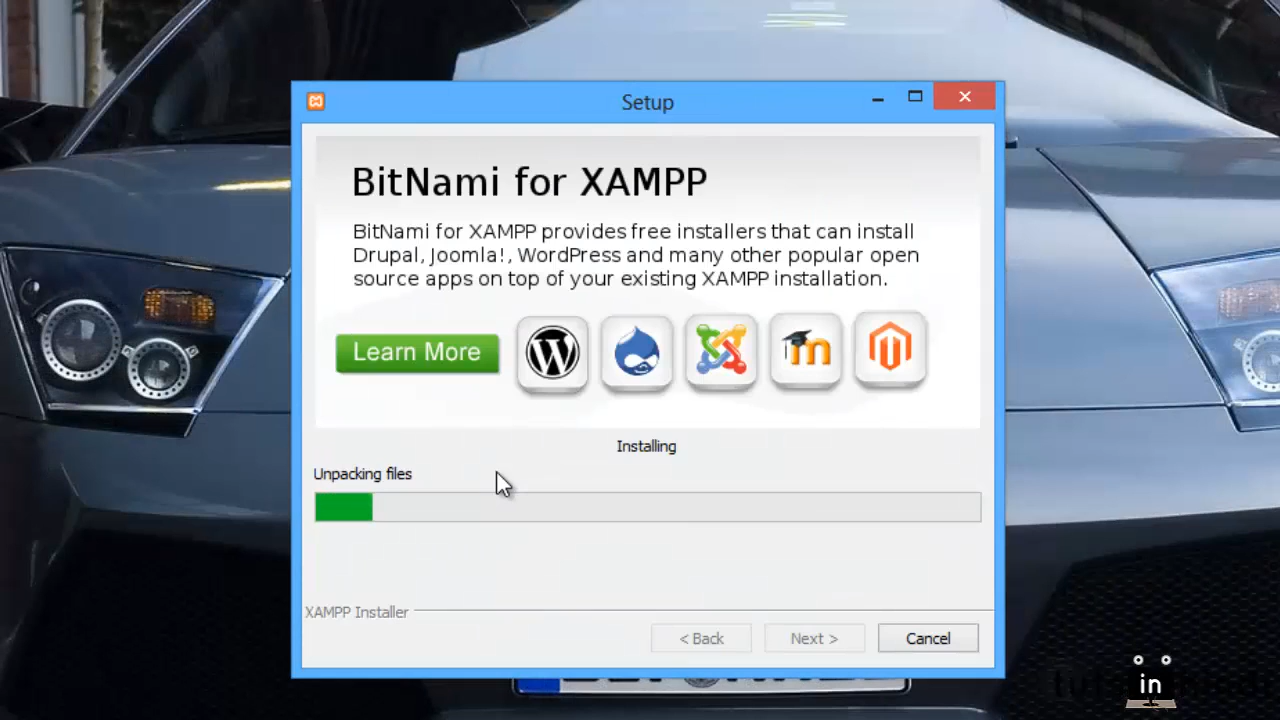 Setup
BitNami for XAMPP
BitNami for XAMPP provides free installers that can install
Drupal, Joomla!, WordPress and many other popular open
source apps on top of your existing XAMPP installation.
Learn More
Installing
Unpacking files
XAMPP Installer
< Back
Next >
Cancel
in